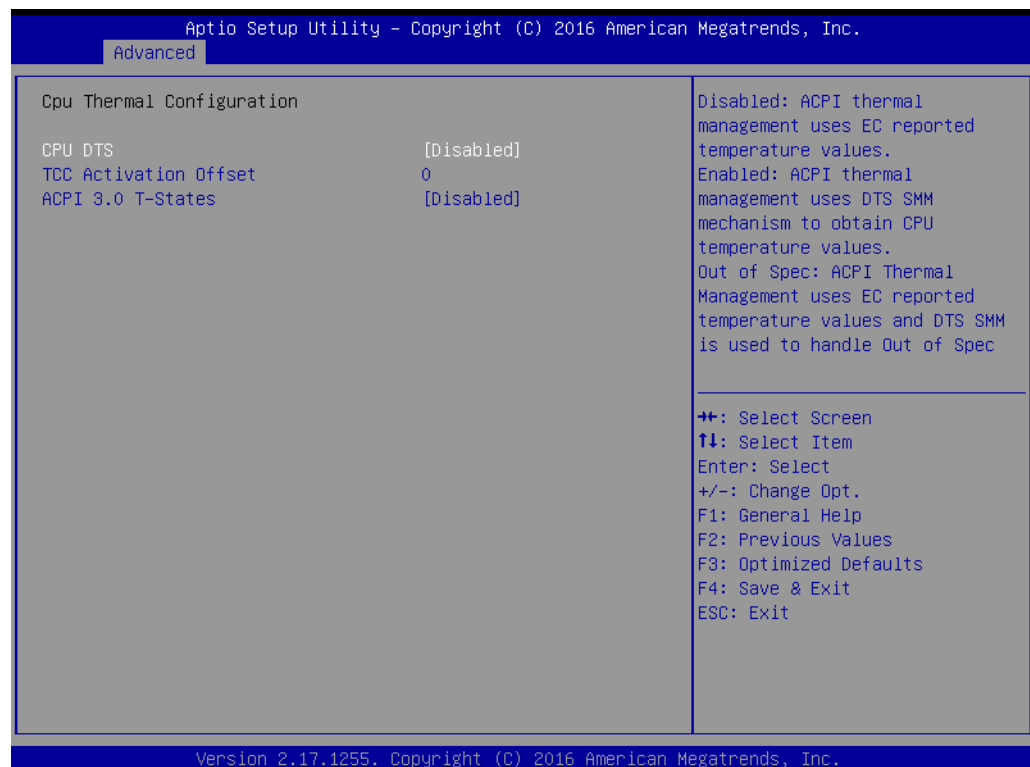 Aptio Setup Utility – Copyright (C) 2016 American Megatrends, Inc.
Advanced
Cpu Thermal Configuration
CPU DTS [Disabled]
TCC Activation Offset 0
ACPI 3.0 T-States [Disabled]
Disabled: ACPI thermal
management uses EC reported
temperature values.
Enabled: ACPI thermal
management uses DTS SMM
mechanism to obtain CPU
temperature values.
Out of Spec: ACPI Thermal
Management uses EC reported
temperature values and DTS SMM
is used to handle Out of Spec
→←: Select Screen
↑↓: Select Item
Enter: Select
+/-: Change Opt.
F1: General Help
F2: Previous Values
F3: Optimized Defaults
F4: Save & Exit
ESC: Exit
Version 2.17.1255. Copyright (C) 2016 American Megatrends, Inc.